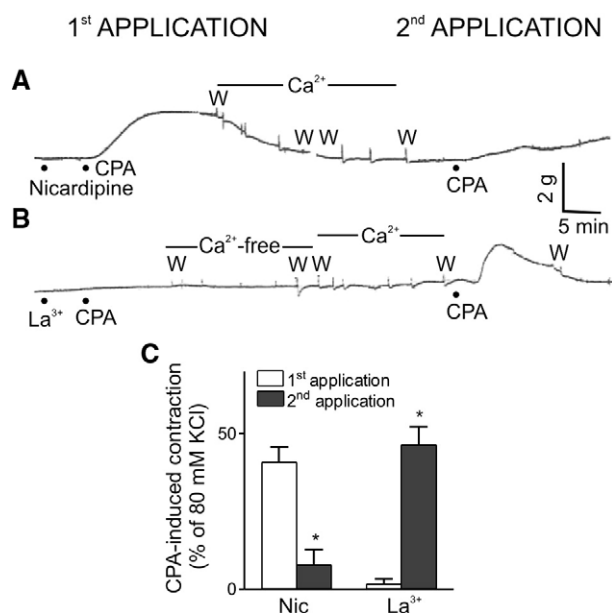 1st APPLICATION 2nd APPLICATION
A
Ca2+
W W W W
CPA
Nicardipine
CPA
2 g
5 min
B
Ca2+-free Ca2+
W W W W W
La3+ CPA
CPA
C
1st application
2nd application
CPA-induced contraction
(% of 80 mM KCl)
50
0
*
*
Nic La3+